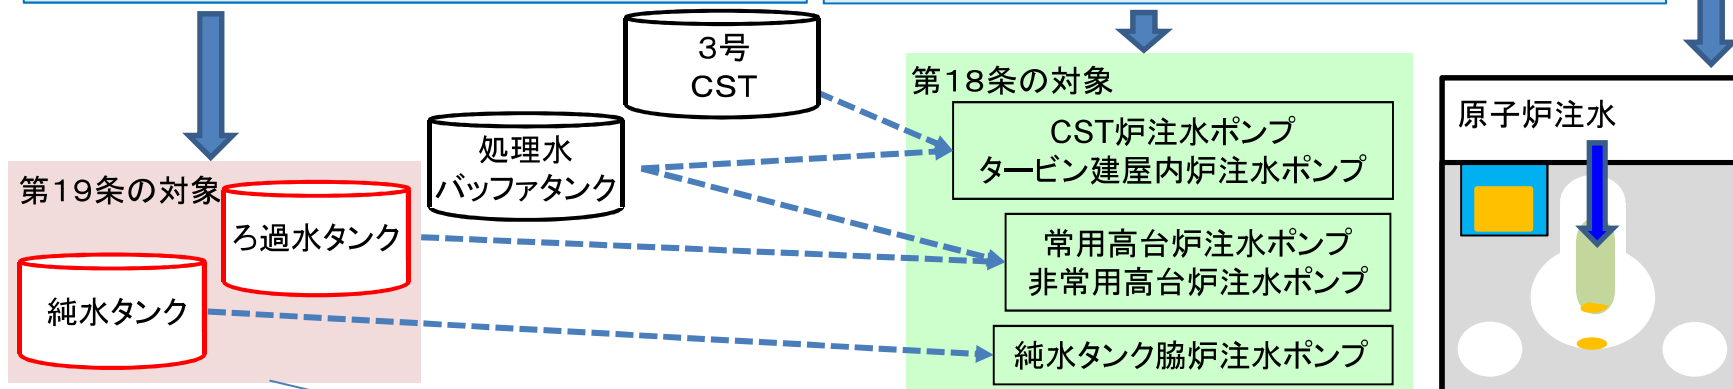 3号
CST
処理水
バッファタンク
第19条の対象
ろ過水タンク
純水タンク
第18条の対象
CST炉注水ポンプ
タービン建屋内炉注水ポンプ
常用高台炉注水ポンプ
非常用高台炉注水ポンプ
純水タンク脇炉注水ポンプ
原子炉注水